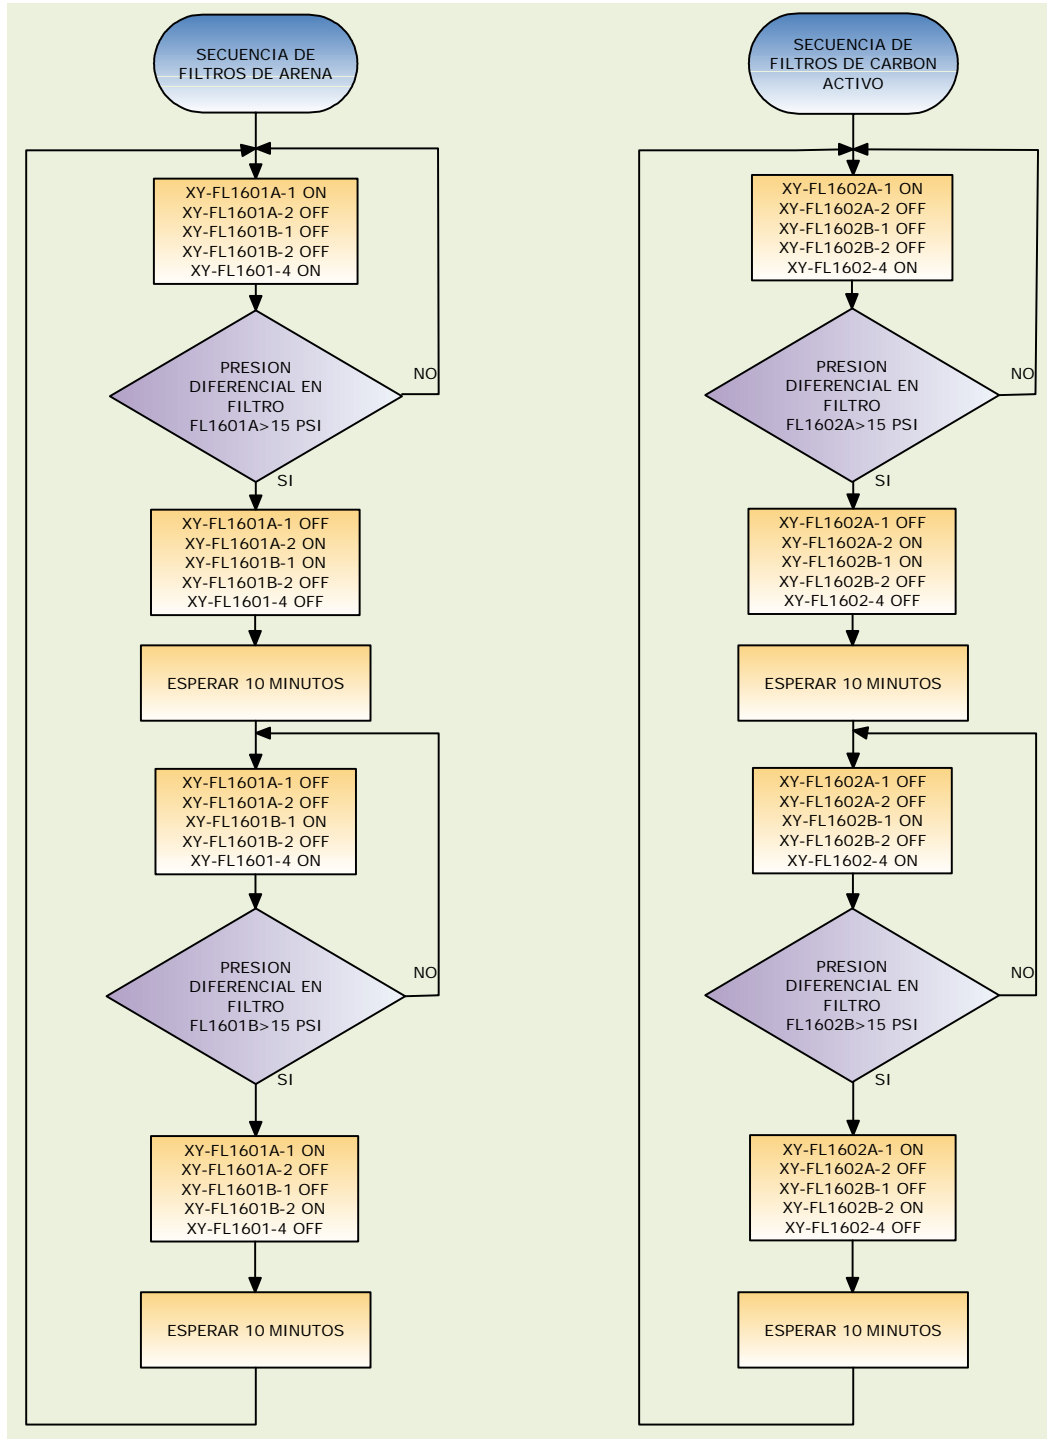 SECUENCIA DE
FILTROS DE ARENA
XY-FL1601A-1 ON
XY-FL1601A-2 OFF
XY-FL1601B-1 OFF
XY-FL1601B-2 OFF
XY-FL1601-4 ON
PRESION
DIFERENCIAL EN
FILTRO
FL1601A>15 PSI
NO
SI
XY-FL1601A-1 OFF
XY-FL1601A-2 ON
XY-FL1601B-1 ON
XY-FL1601B-2 OFF
XY-FL1601-4 OFF
ESPERAR 10 MINUTOS
XY-FL1601A-1 OFF
XY-FL1601A-2 OFF
XY-FL1601B-1 ON
XY-FL1601B-2 OFF
XY-FL1601-4 ON
PRESION
DIFERENCIAL EN
FILTRO
FL1601B>15 PSI
NO
SI
XY-FL1601A-1 ON
XY-FL1601A-2 OFF
XY-FL1601B-1 OFF
XY-FL1601B-2 ON
XY-FL1601-4 OFF
ESPERAR 10 MINUTOS
SECUENCIA DE
FILTROS DE CARBON
ACTIVO
XY-FL1602A-1 ON
XY-FL1602A-2 OFF
XY-FL1602B-1 OFF
XY-FL1602B-2 OFF
XY-FL1602-4 ON
PRESION
DIFERENCIAL EN
FILTRO
FL1602A>15 PSI
NO
SI
XY-FL1602A-1 OFF
XY-FL1602A-2 ON
XY-FL1602B-1 ON
XY-FL1602B-2 OFF
XY-FL1602-4 OFF
ESPERAR 10 MINUTOS
XY-FL1602A-1 OFF
XY-FL1602A-2 OFF
XY-FL1602B-1 ON
XY-FL1602B-2 OFF
XY-FL1602-4 ON
PRESION
DIFERENCIAL EN
FILTRO
FL1602B>15 PSI
NO
SI
XY-FL1602A-1 ON
XY-FL1602A-2 OFF
XY-FL1602B-1 OFF
XY-FL1602B-2 ON
XY-FL1602-4 OFF
ESPERAR 10 MINUTOS